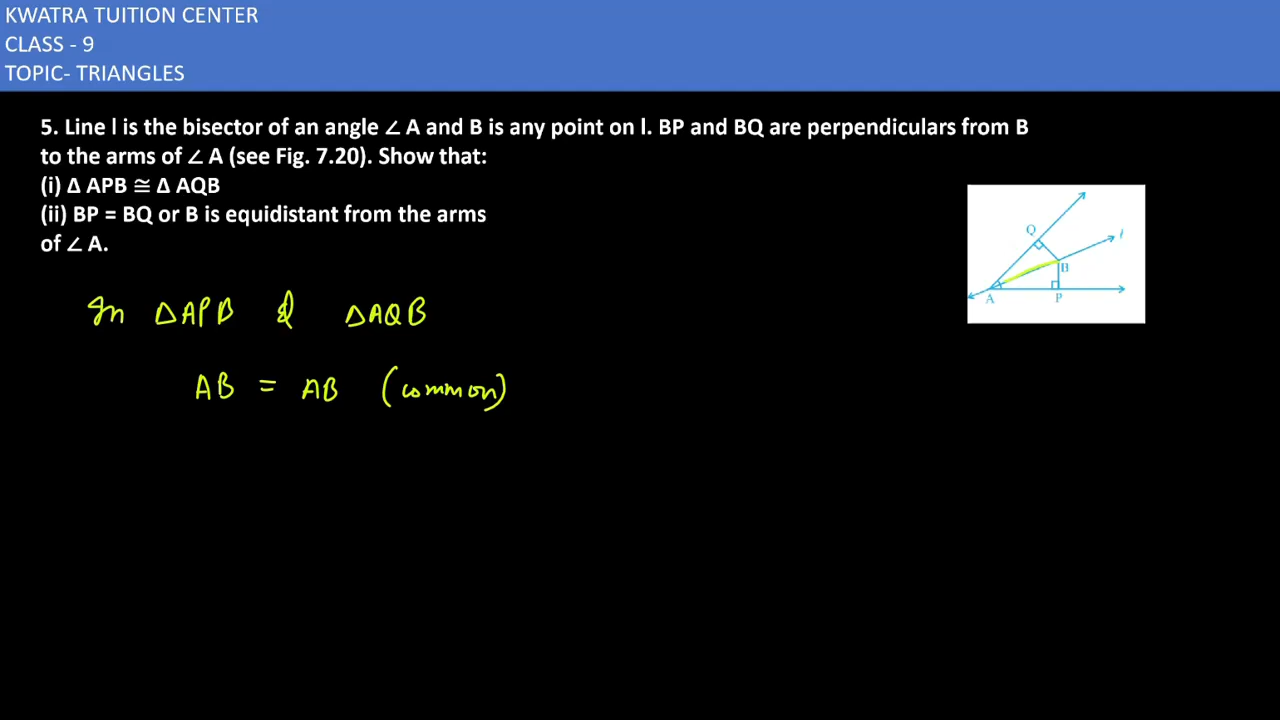 KWATRA TUITION CENTER
CLASS - 9
TOPIC- TRIANGLES
5. Line l is the bisector of an angle ∠ A and B is any point on l. BP and BQ are perpendiculars from B
to the arms of ∠ A (see Fig. 7.20). Show that:
(i) Δ APB ≅ Δ AQB
(ii) BP = BQ or B is equidistant from the arms
of ∠ A.
Q
l
B
A
P
In ΔAPB & ΔAQB
AB = AB (common)